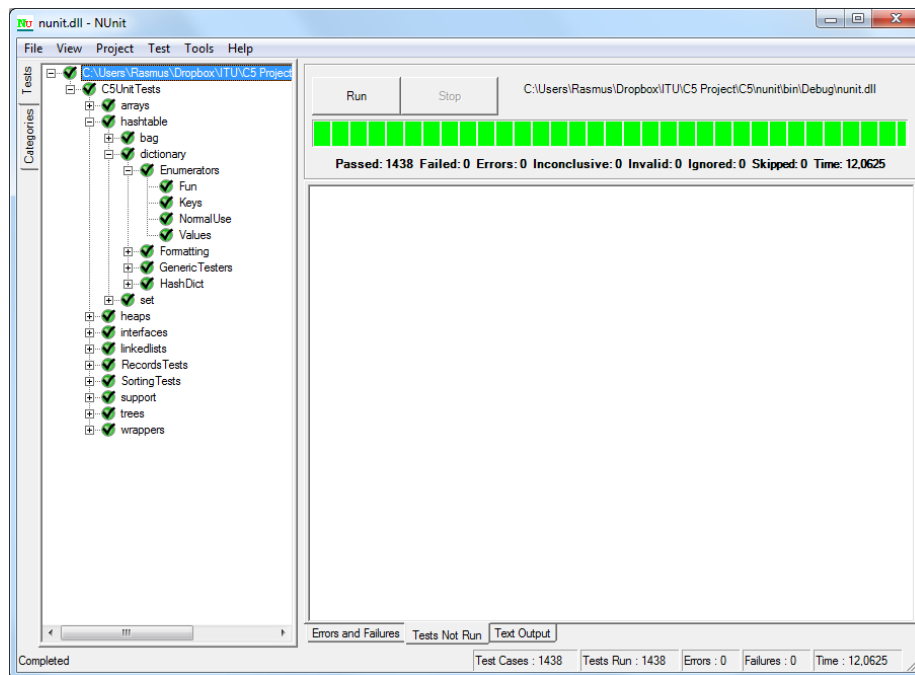 nunit.dll - NUnit
File View Project Test Tools Help
Tests
Categories
C:\Users\Rasmus\Dropbox\ITU\C5 Project
C5UnitTests
arrays
hashtable
bag
dictionary
Enumerators
Fun
Keys
NormalUse
Values
Formatting
GenericTesters
HashDict
set
heaps
interfaces
linkedlists
RecordsTests
SortingTests
support
trees
wrappers
Run
Stop
C:\Users\Rasmus\Dropbox\ITU\C5 Project\C5\nunit\bin\Debug\nunit.dll
Passed: 1438 Failed: 0 Errors: 0 Inconclusive: 0 Invalid: 0 Ignored: 0 Skipped: 0 Time: 12,0625
Errors and Failures Tests Not Run Text Output
Completed Test Cases : 1438 Tests Run : 1438 Errors : 0 Failures : 0 Time : 12,0625